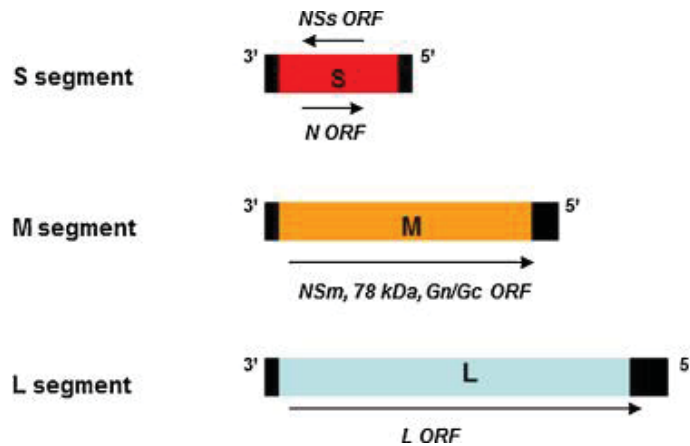 NSs ORF
3' 5'
S segment
S
N ORF
3' 5'
M segment
M
NSm, 78 kDa, Gn/Gc ORF
3' 5
L segment
L
L ORF